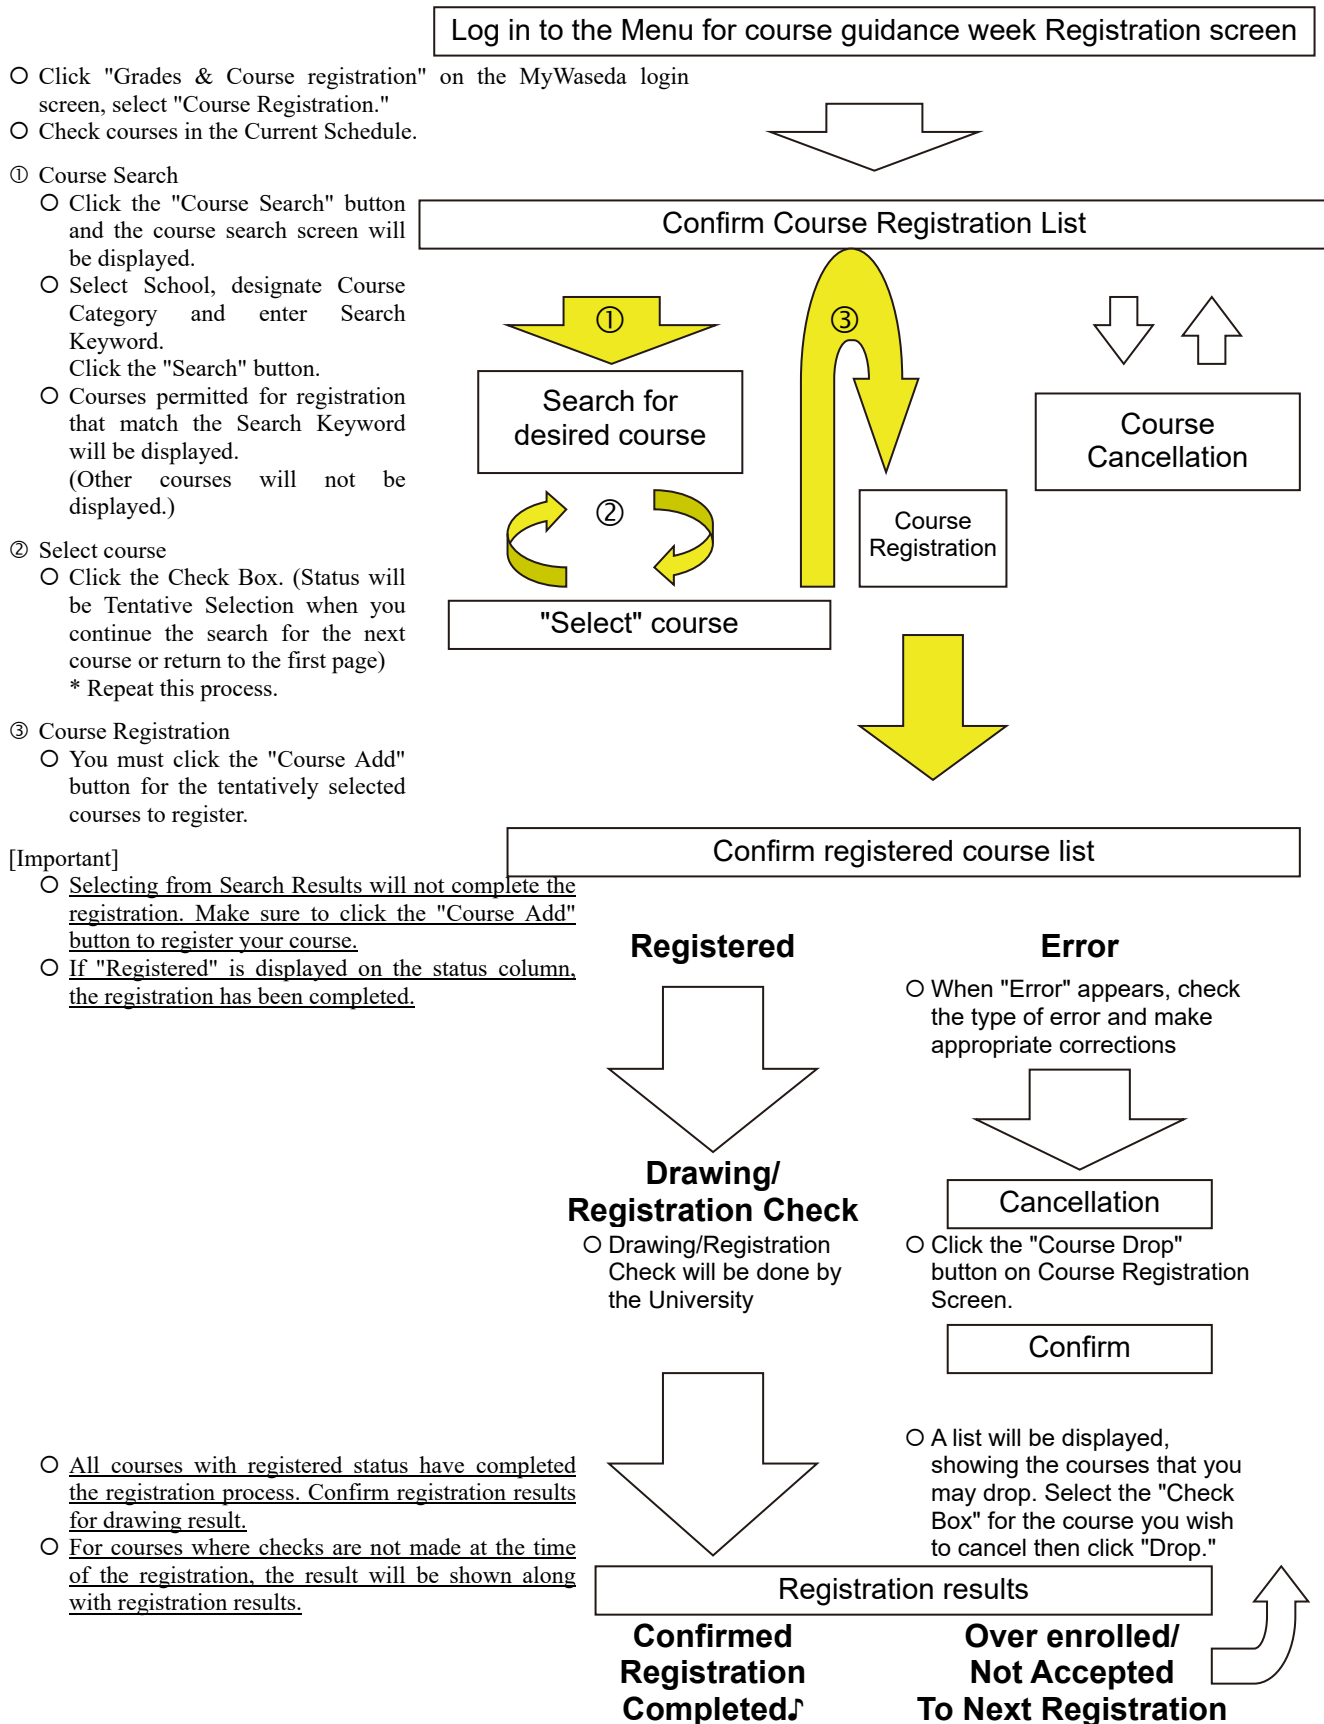 Log in to the Menu for course guidance week Registration screen
○ Click "Grades & Course registration" on the MyWaseda login
screen, select "Course Registration."
○ Check courses in the Current Schedule.
① Course Search
○ Click the "Course Search" button
and the course search screen will
be displayed.
○ Select School, designate Course
Category and enter Search
Keyword.
Click the "Search" button.
○ Courses permitted for registration
that match the Search Keyword
will be displayed.
(Other courses will not be
displayed.)
② Select course
○ Click the Check Box. (Status will
be Tentative Selection when you
continue the search for the next
course or return to the first page)
* Repeat this process.
③ Course Registration
○ You must click the "Course Add"
button for the tentatively selected
courses to register.
[Important]
○ Selecting from Search Results will not complete the
registration. Make sure to click the "Course Add"
button to register your course.
○ If "Registered" is displayed on the status column,
the registration has been completed.
○ All courses with registered status have completed
the registration process. Confirm registration results
for drawing result.
○ For courses where checks are not made at the time
of the registration, the result will be shown along
with registration results.
Confirm Course Registration List
①
③
Search for
desired course
Course
Cancellation
②
Course
Registration
"Select" course
Confirm registered course list
Registered
Error
○ When "Error" appears, check
the type of error and make
appropriate corrections
Drawing/
Registration Check
○ Drawing/Registration
Check will be done by
the University
Cancellation
○ Click the "Course Drop"
button on Course Registration
Screen.
Confirm
○ A list will be displayed,
showing the courses that you
may drop. Select the "Check
Box" for the course you wish
to cancel then click "Drop."
Registration results
Confirmed
Registration
Completed♪
Over enrolled/
Not Accepted
To Next Registration